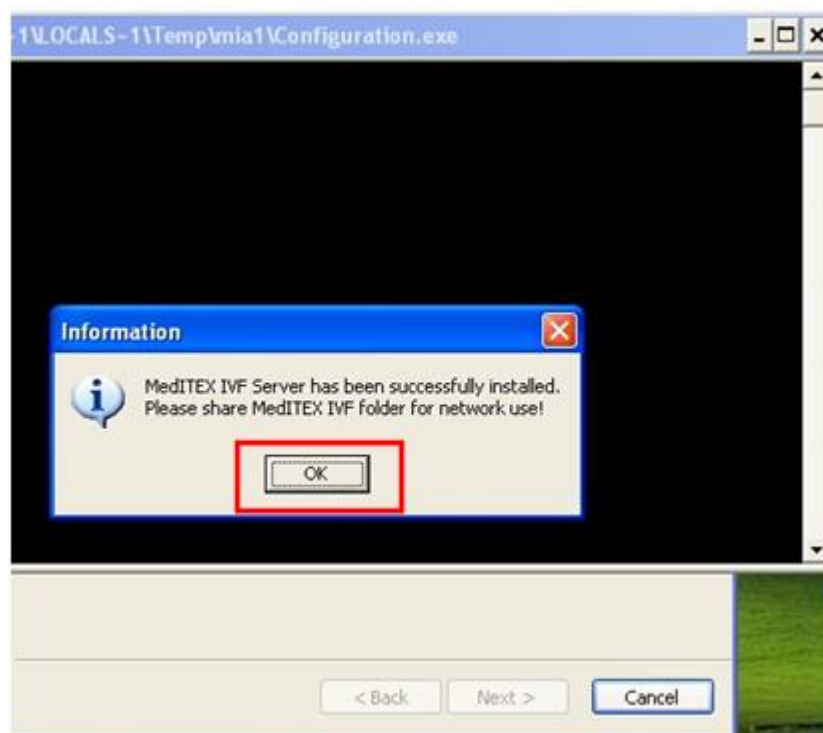 -1\LOCALS~1\Temp\mia1\Configuration.exe
Information
MedITEX IVF Server has been successfully installed.
Please share MedITEX IVF folder for network use!
OK
< Back Next > Cancel